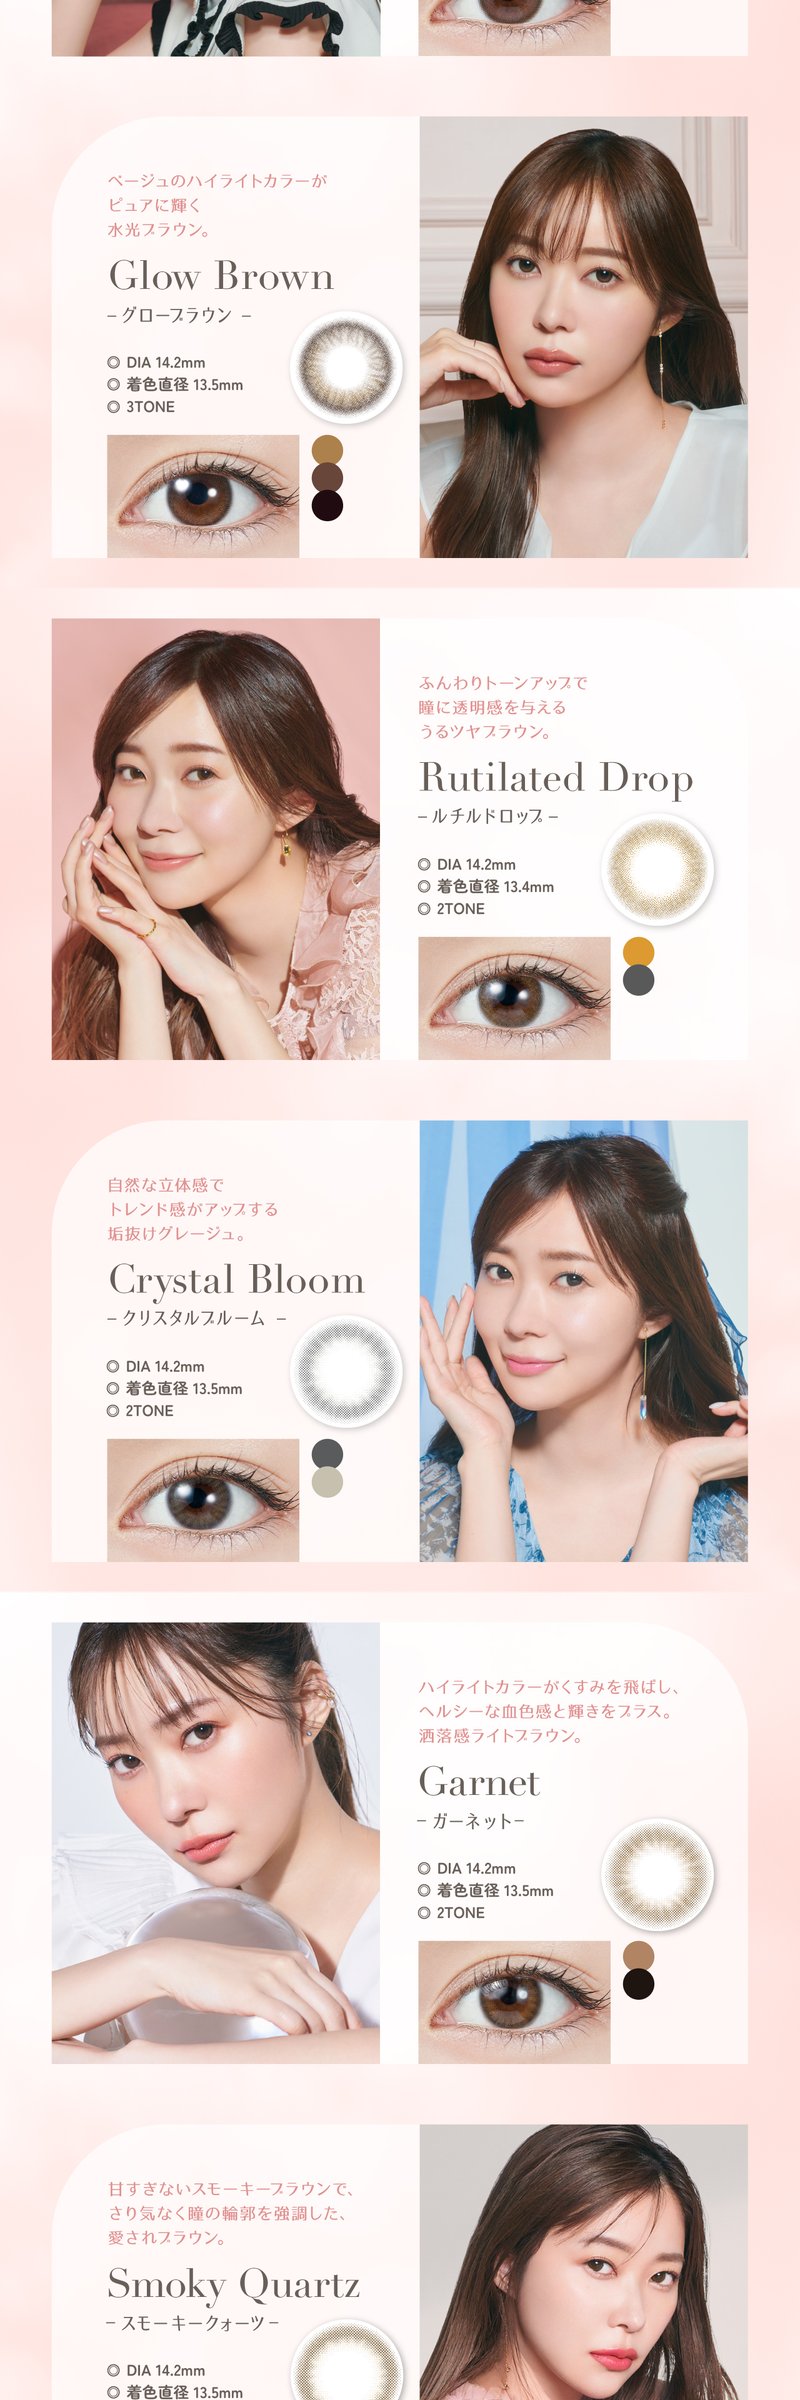 ベージュのハイライトカラーが
ピュアに輝く
水光ブラウン。
Glow Brown
– グローブラウン –
◎ DIA 14.2mm
◎ 着色直径 13.5mm
◎ 3TONE
ふんわりトーンアップで
瞳に透明感を与える
うるツヤブラウン。
Rutilated Drop
– ルチルドロップ –
◎ DIA 14.2mm
◎ 着色直径 13.4mm
◎ 2TONE
自然な立体感で
トレンド感がアップする
垢抜けグレージュ。
Crystal Bloom
– クリスタルブルーム –
◎ DIA 14.2mm
◎ 着色直径 13.5mm
◎ 2TONE
ハイライトカラーがくすみを飛ばし、
ヘルシーな血色感と輝きをプラス。
洒落感ライトブラウン。
Garnet
– ガーネット–
◎ DIA 14.2mm
◎ 着色直径 13.5mm
◎ 2TONE
甘すぎないスモーキーブラウンで、
さり気なく瞳の輪郭を強調した、
愛されブラウン。
Smoky Quartz
– スモーキークォーツ –
◎ DIA 14.2mm
◎ 着色直径 13.5mm